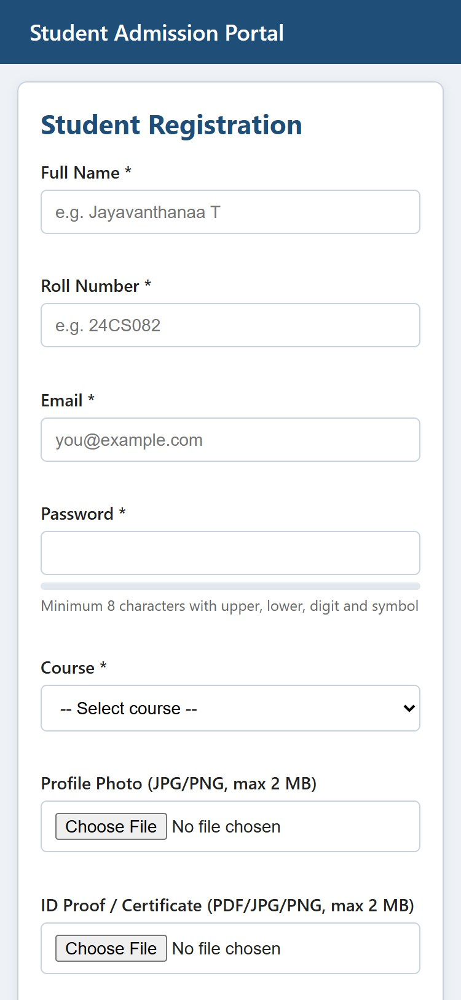 Student Admission Portal
Student Registration
Full Name *
e.g. Jayavanthanaa T
Roll Number *
e.g. 24CS082
Email *
you@example.com
Password *
Minimum 8 characters with upper, lower, digit and symbol
Course *
-- Select course --
Profile Photo (JPG/PNG, max 2 MB)
Choose File No file chosen
ID Proof / Certificate (PDF/JPG/PNG, max 2 MB)
Choose File No file chosen